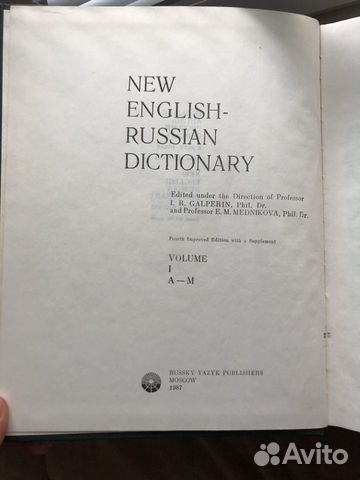 NEW
ENGLISH-
RUSSIAN
DICTIONARY
Edited under the Direction of Professor
I. R. GALPERIN, Phil. Dr.
and Professor E. M. MEDNIKOVA, Phil. Dr.
Fourth Improved Edition with a Supplement
VOLUME
I
A—M
RUSSKY YAZYK PUBLISHERS
MOSCOW
1987
Avito